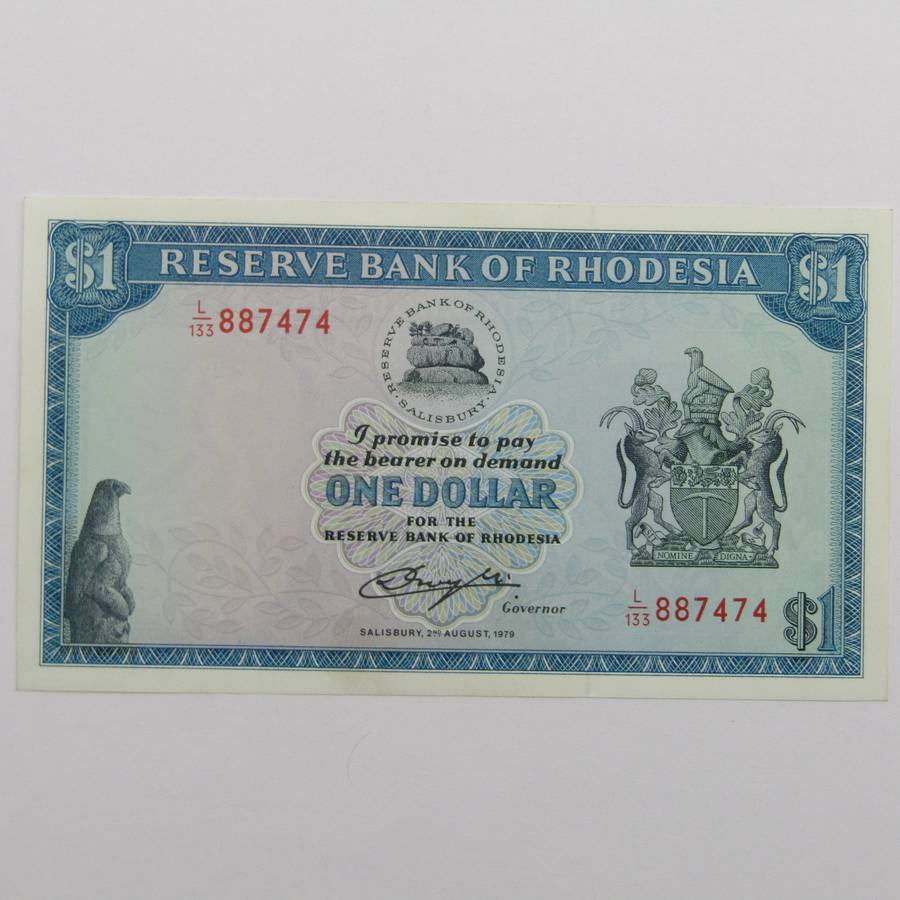 $1 RESERVE BANK OF RHODESIA $1
L/133 887474
RESERVE BANK OF RHODESIA
· SALISBURY ·
I promise to pay
the bearer on demand
ONE DOLLAR
FOR THE
RESERVE BANK OF RHODESIA
SIT NOMINE DIGNA
Governor
L/133 887474
$1
SALISBURY, 2ND AUGUST, 1979